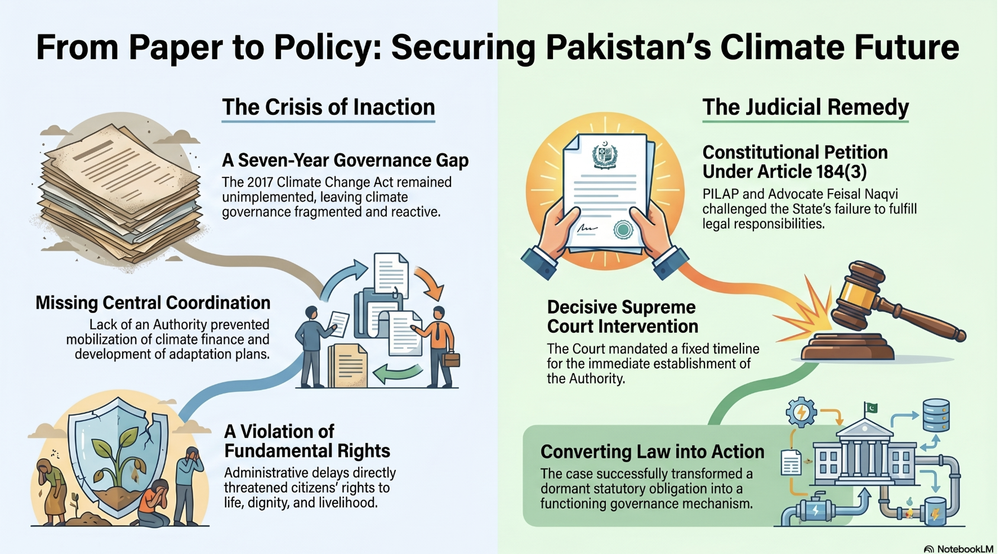 From Paper to Policy: Securing Pakistan's Climate Future
The Crisis of Inaction
A Seven-Year Governance Gap
The 2017 Climate Change Act remained
unimplemented, leaving climate
governance fragmented and reactive.
Missing Central Coordination
Lack of an Authority prevented
mobilization of climate finance and
development of adaptation plans.
A Violation of
Fundamental Rights
Administrative delays directly
threatened citizens' rights to
life, dignity, and livelihood.
The Judicial Remedy
Constitutional Petition
Under Article 184(3)
PILAP and Advocate Feisal Naqvi
challenged the State's failure to fulfill
legal responsibilities.
Decisive Supreme
Court Intervention
The Court mandated a fixed timeline
for the immediate establishment of
the Authority.
Converting Law into Action
The case successfully transformed a
dormant statutory obligation into a
functioning governance mechanism.
NotebookLM